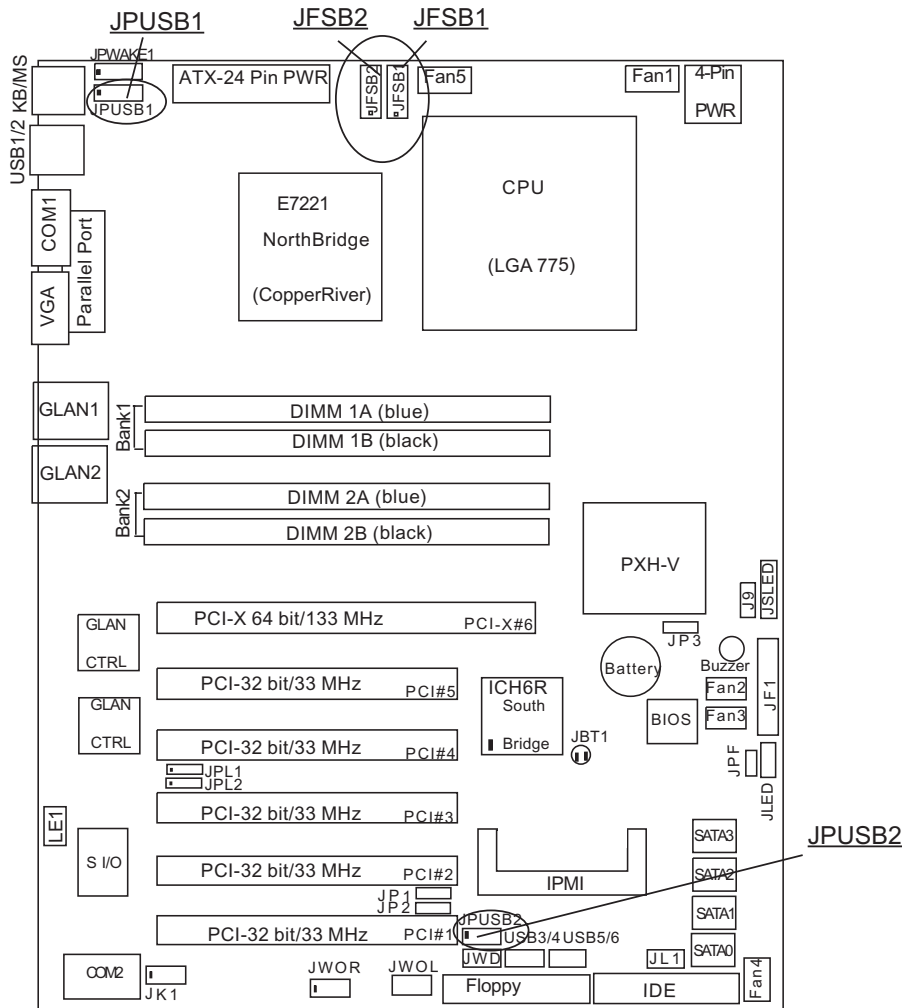 JPUSB1
JFSB2
JFSB1
JPWAKE1
KB/MS
JPUSB1
ATX-24 Pin PWR
JFSB2
JFSB1
Fan5
Fan1
4-Pin
PWR
USB1/2
CPU
(LGA 775)
E7221
NorthBridge
(CopperRiver)
COM1
Parallel Port
VGA
GLAN1
GLAN2
Bank1
DIMM 1A (blue)
DIMM 1B (black)
Bank2
DIMM 2A (blue)
DIMM 2B (black)
PXH-V
J9
JSLED
GLAN
CTRL
PCI-X 64 bit/133 MHz
PCI-X#6
JP3
Battery
Buzzer
PCI-32 bit/33 MHz
PCI#5
ICH6R
South
Bridge
Fan2
Fan3
JF1
BIOS
GLAN
CTRL
PCI-32 bit/33 MHz
PCI#4
JBT1
JPF
JLED
JPL1
JPL2
PCI-32 bit/33 MHz
PCI#3
LE1
S I/O
SATA3
JPUSB2
PCI-32 bit/33 MHz
PCI#2
IPMI
SATA2
JP1
JP2
SATA1
PCI-32 bit/33 MHz
PCI#1
JPUSB2
USB3/4
USB5/6
SATA0
COM2
JK1
JWOR
JWOL
JWD
JL1
Floppy
IDE
Fan4